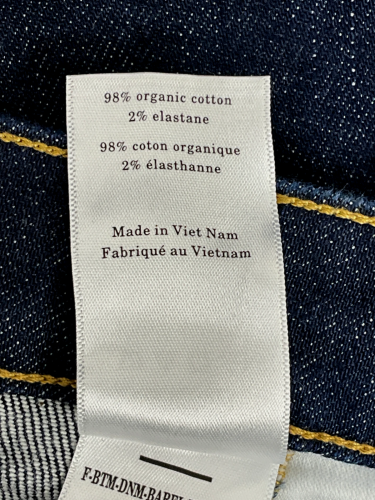 98% organic cotton
2% elastane
98% coton organique
2% élasthanne
Made in Viet Nam
Fabriqué au Vietnam